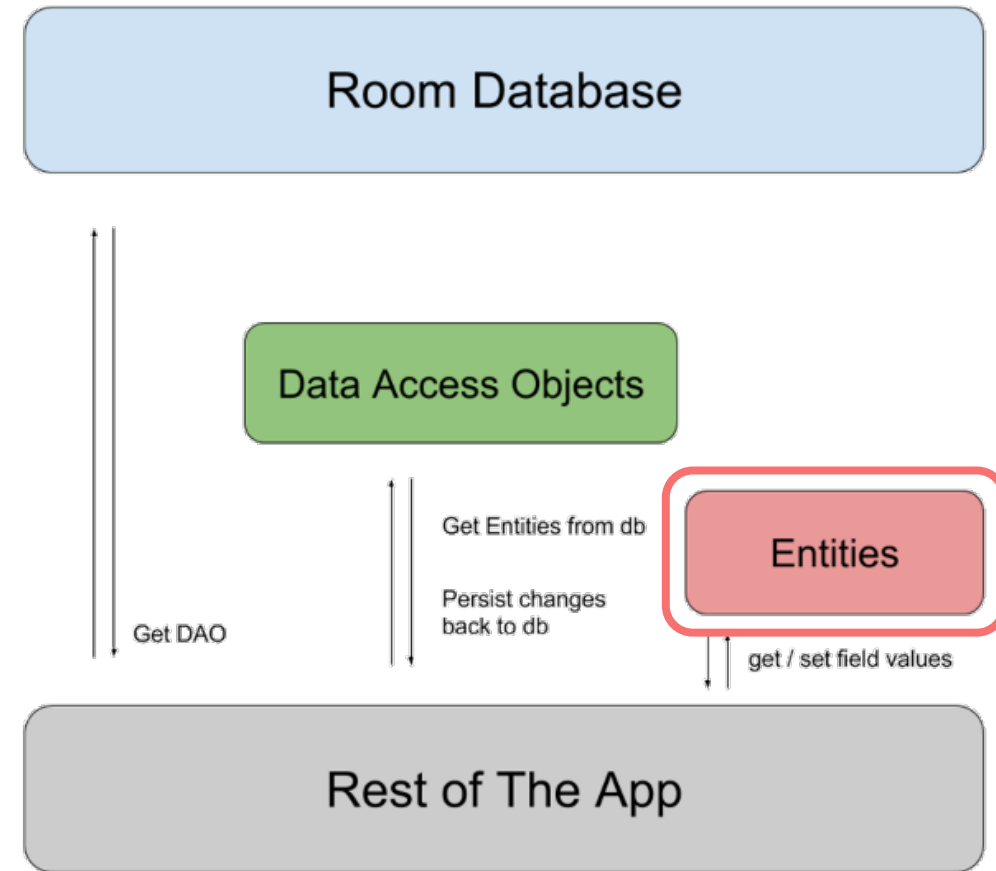 Room Database
Data Access Objects
Get Entities from db
Entities
Persist changes
back to db
Get DAO
get / set field values
Rest of The App